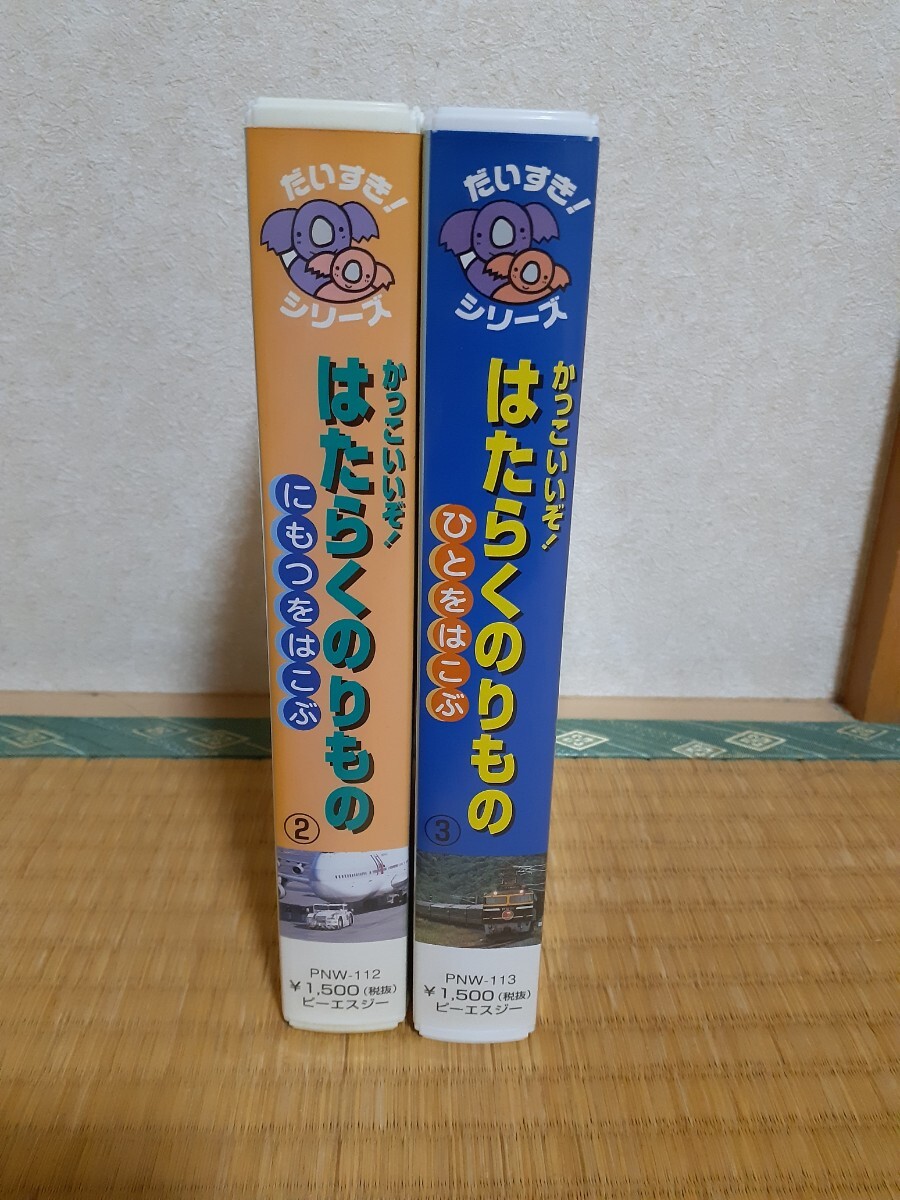 だいすき!
シリーズ
かっこいいぞ!
はたらくのりもの
にもつをはこぶ
②
PNW-112
¥1,500(税抜)
ピーエスジー
だいすき!
シリーズ
かっこいいぞ!
はたらくのりもの
ひとをはこぶ
③
PNW-113
¥1,500(税抜)
ピーエスジー